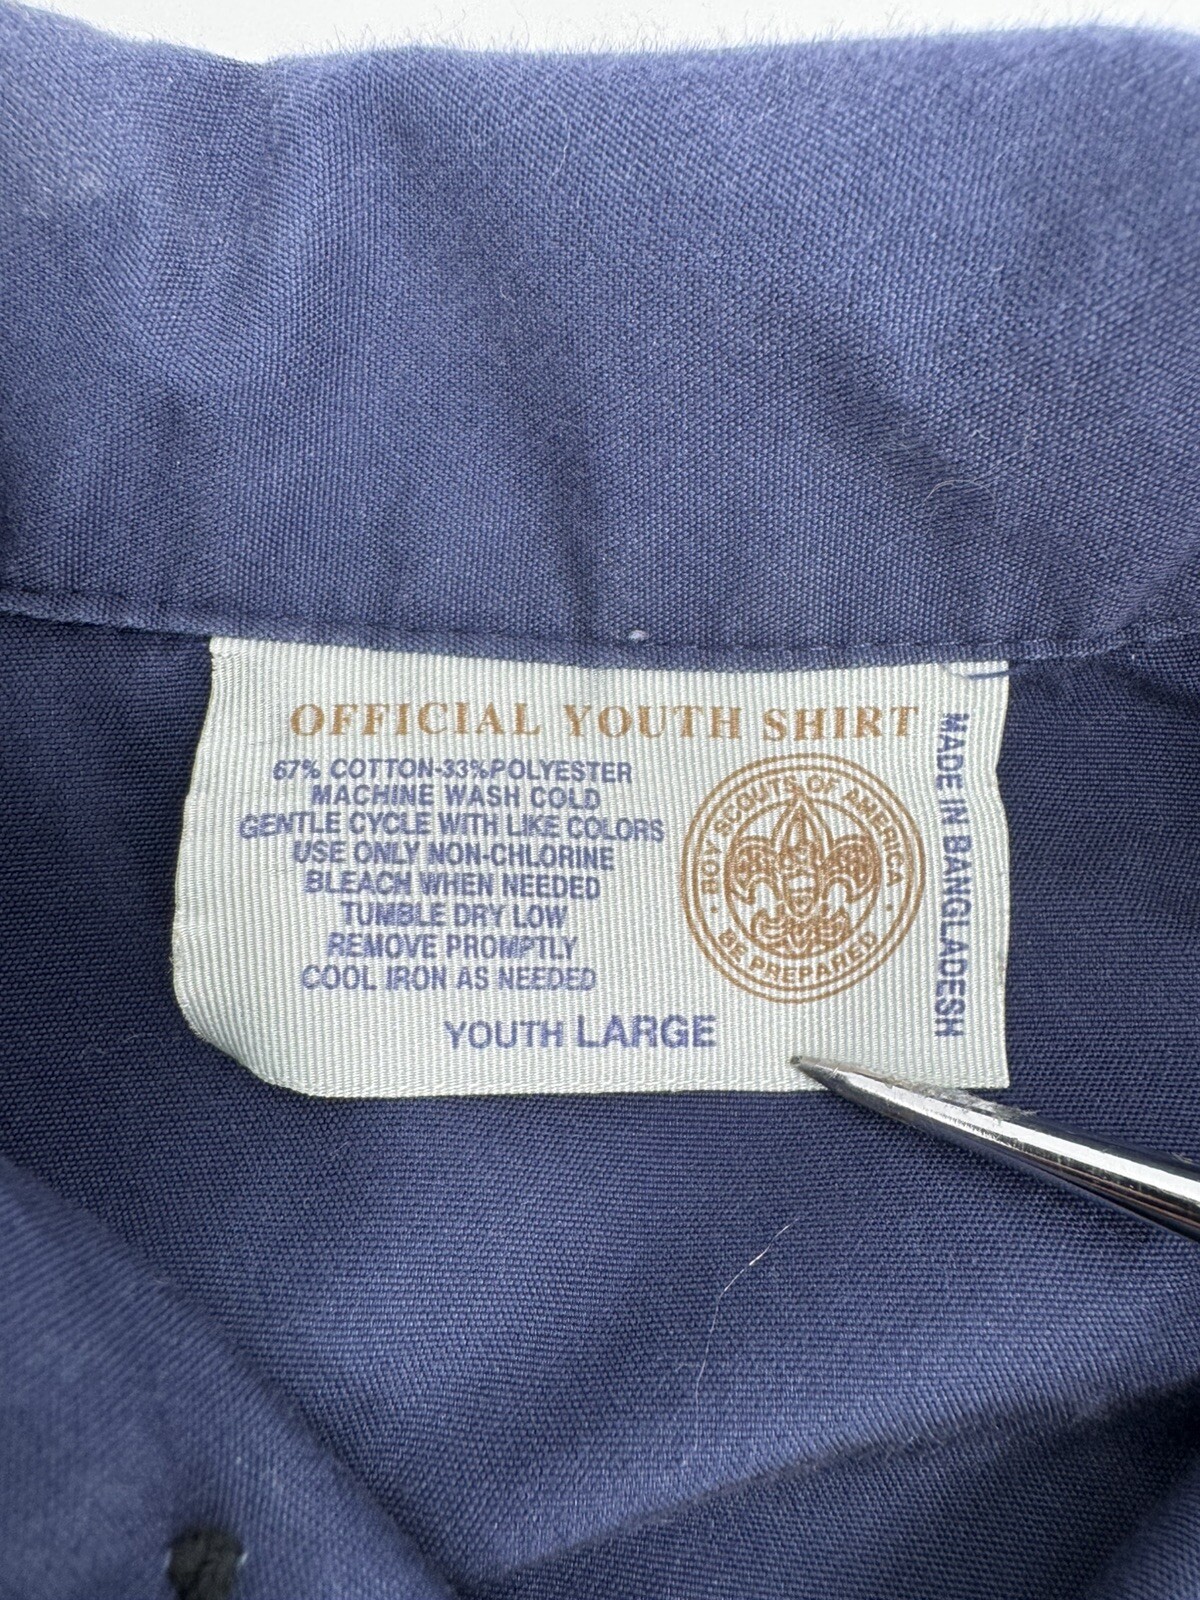 OFFICIAL YOUTH SHIRT
67% COTTON-33%POLYESTER
MACHINE WASH COLD
GENTLE CYCLE WITH LIKE COLORS
USE ONLY NON-CHLORINE
BLEACH WHEN NEEDED
TUMBLE DRY LOW
REMOVE PROMPTLY
COOL IRON AS NEEDED
YOUTH LARGE
BOY SCOUTS OF AMERICA
• BE PREPARED •
MADE IN BANGLADESH